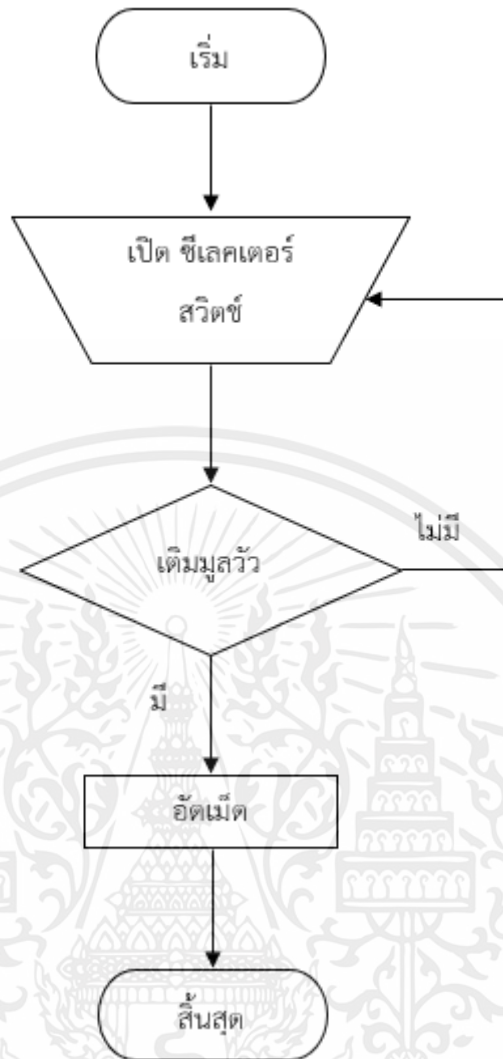 เริ่ม
เปิด ซีเลคเตอร์
สวิตช์
ไม่มี
เติมมูลวัว
มี
อัดเม็ด
สิ้นสุด